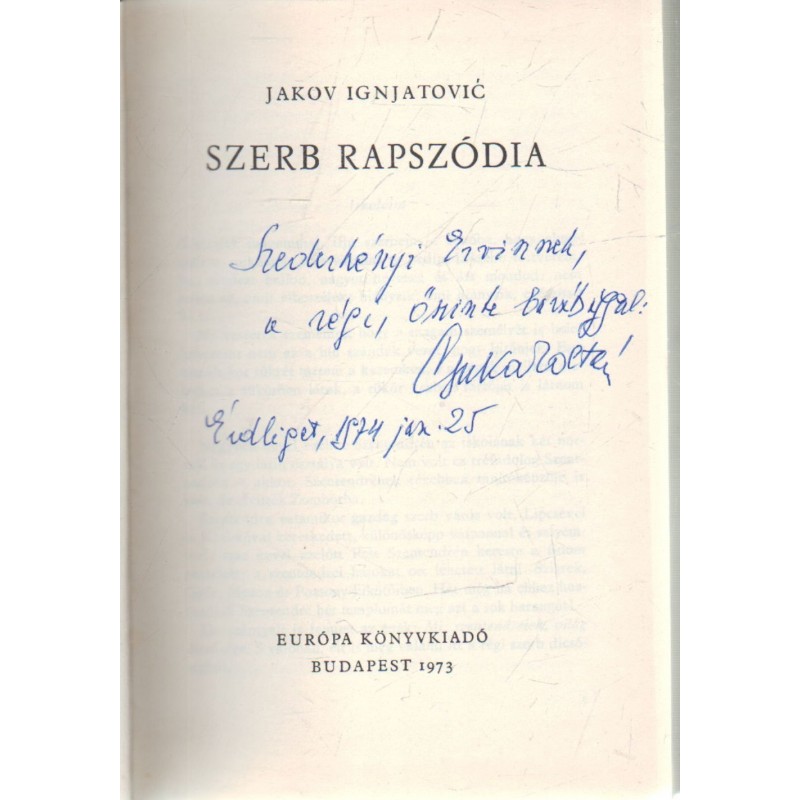 JAKOV IGNJATOVIĆ
SZERB RAPSZÓDIA
Szederkényi Ervinnek,
a régi, őszinte barátsággal:
Csuka Zoltán
Érdliget, 1974 jan. 25
EURÓPA KÖNYVKIADÓ
BUDAPEST 1973